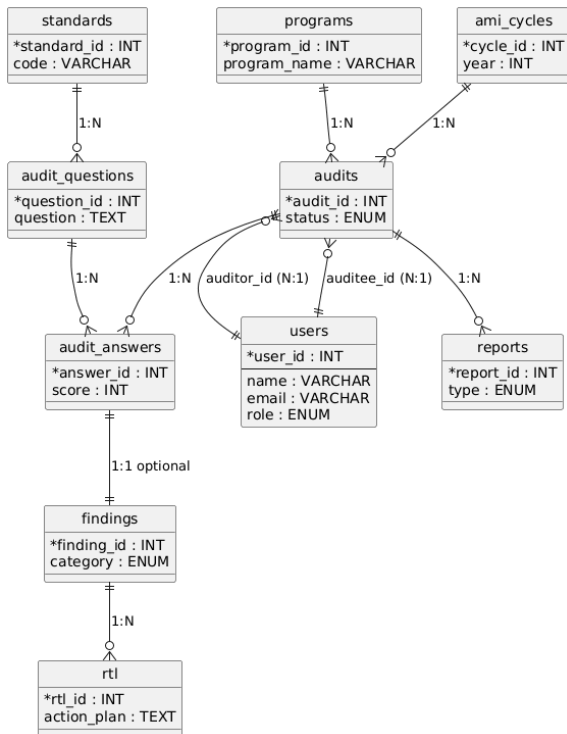 standards
*standard_id : INT
code : VARCHAR
programs
*program_id : INT
program_name : VARCHAR
ami_cycles
*cycle_id : INT
year : INT
1:N
1:N
1:N
audit_questions
*question_id : INT
question : TEXT
audits
*audit_id : INT
status : ENUM
1:N
1:N
auditor_id (N:1)
auditee_id (N:1)
1:N
audit_answers
*answer_id : INT
score : INT
users
*user_id : INT
name : VARCHAR
email : VARCHAR
role : ENUM
reports
*report_id : INT
type : ENUM
1:1 optional
findings
*finding_id : INT
category : ENUM
1:N
rtl
*rtl_id : INT
action_plan : TEXT